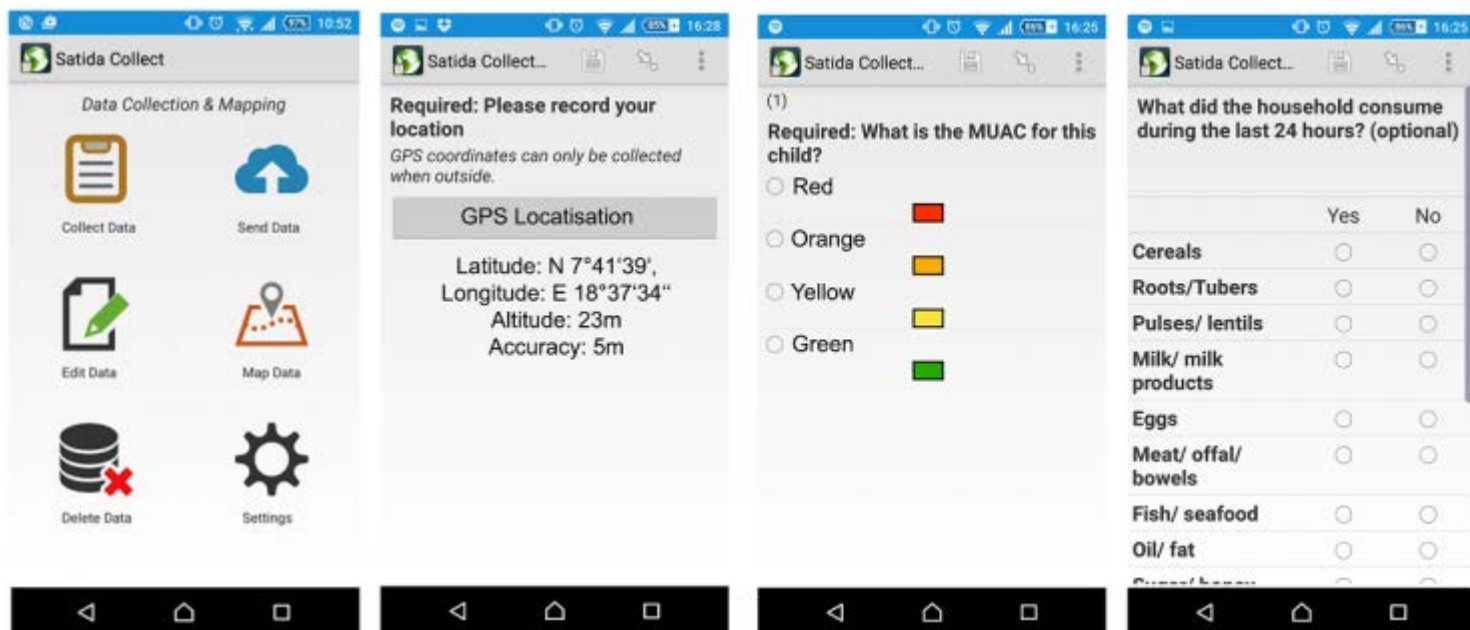 97% 10:52
Satida Collect
Data Collection & Mapping
Collect Data Send Data
Edit Data Map Data
Delete Data Settings
85% 16:28
Satida Collect...
Required: Please record your
location
GPS coordinates can only be collected
when outside.
GPS Locatisation
Latitude: N 7°41'39',
Longitude: E 18°37'34“
Altitude: 23m
Accuracy: 5m
86% 16:25
Satida Collect...
(1)
Required: What is the MUAC for this
child?
Red
Orange
Yellow
Green
16:25
Satida Collect...
What did the household consume
during the last 24 hours? (optional)
Yes No
Cereals
Roots/Tubers
Pulses/ lentils
Milk/ milk
products
Eggs
Meat/ offal/
bowels
Fish/ seafood
Oil/ fat